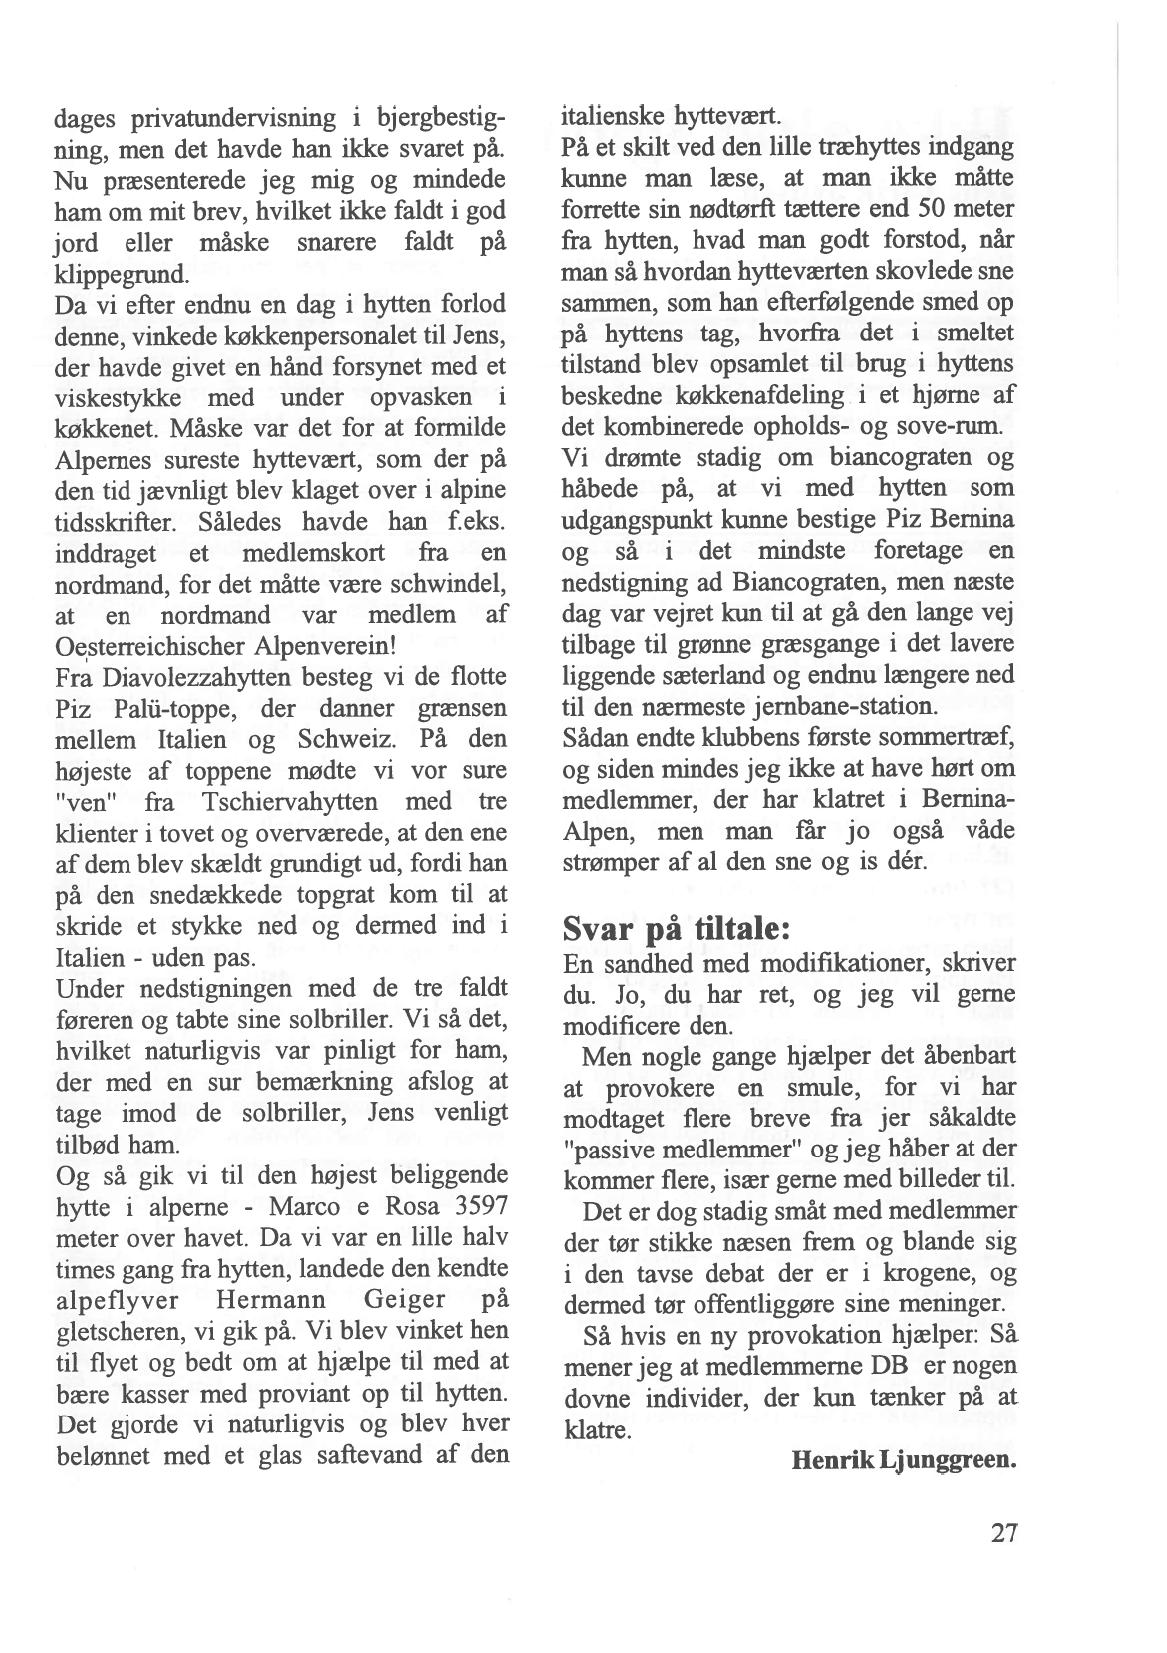 dages privatundervisning i bjergbestig-
ning, men det havde han ikke svaret på.
Nu præsenterede jeg mig og mindede
ham om mit brev, hvilket ikke faldt i god
jord eller måske snarere faldt på
klippegrund.
Da vi efter endnu en dag i hytten forlod
denne, vinkede køkkenpersonalet til Jens,
der havde givet en hånd forsynet med et
viskestykke med under opvasken i
køkkenet. Måske var det for at formilde
Alpernes sureste hyttevært, som der på
den tid jævnligt blev klaget over i alpine
tidsskrifter. Således havde han f.eks.
inddraget et medlemskort fra en
nordmand, for det måtte være schwindel,
at en nordmand var medlem af
Oesterreichischer Alpenverein!
Fra Diavolezzahytten besteg vi de flotte
Piz Palü-toppe, der danner grænsen
mellem Italien og Schweiz. På den
højeste af toppene mødte vi vor sure
"ven" fra Tschiervahytten med tre
klienter i tovet og overværede, at den ene
af dem blev skældt grundigt ud, fordi han
på den snedækkede topgrat kom til at
skride et stykke ned og dermed ind i
Italien - uden pas.
Under nedstigningen med de tre faldt
føreren og tabte sine solbriller. Vi så det,
hvilket naturligvis var pinligt for ham,
der med en sur bemærkning afslog at
tage imod de solbriller, Jens venligt
tilbød ham.
Og så gik vi til den højest beliggende
hytte i alperne - Marco e Rosa 3597
meter over havet. Da vi var en lille halv
times gang fra hytten, landede den kendte
alpeflyver Hermann Geiger på
gletscheren, vi gik på. Vi blev vinket hen
til flyet og bedt om at hjælpe til med at
bære kasser med proviant op til hytten.
Det gjorde vi naturligvis og blev hver
belønnet med et glas saftevand af den
italienske hyttevært.
På et skilt ved den lille træhyttes indgang
kunne man læse, at man ikke måtte
forrette sin nødtørft tættere end 50 meter
fra hytten, hvad man godt forstod, når
man så hvordan hytteværten skovlede sne
sammen, som han efterfølgende smed op
på hyttens tag, hvorfra det i smeltet
tilstand blev opsamlet til brug i hyttens
beskedne køkkenafdeling i et hjørne af
det kombinerede opholds- og sove-rum.
Vi drømte stadig om biancograten og
håbede på, at vi med hytten som
udgangspunkt kunne bestige Piz Bernina
og så i det mindste foretage en
nedstigning ad Biancograten, men næste
dag var vejret kun til at gå den lange vej
tilbage til grønne græsgange i det lavere
liggende sæterland og endnu længere ned
til den nærmeste jernbane-station.
Sådan endte klubbens første sommertræf,
og siden mindes jeg ikke at have hørt om
medlemmer, der har klatret i Bernina-
Alpen, men man får jo også våde
strømper af al den sne og is dér.
Svar på tiltale:
En sandhed med modifikationer, skriver
du. Jo, du har ret, og jeg vil gerne
modificere den.
Men nogle gange hjælper det åbenbart
at provokere en smule, for vi har
modtaget flere breve fra jer såkaldte
"passive medlemmer" og jeg håber at der
kommer flere, især gerne med billeder til.
Det er dog stadig småt med medlemmer
der tør stikke næsen frem og blande sig
i den tavse debat der er i krogene, og
dermed tør offentliggøre sine meninger.
Så hvis en ny provokation hjælper: Så
mener jeg at medlemmerne DB er nogen
dovne individer, der kun tænker på at
klatre.
Henrik Ljunggreen.
27